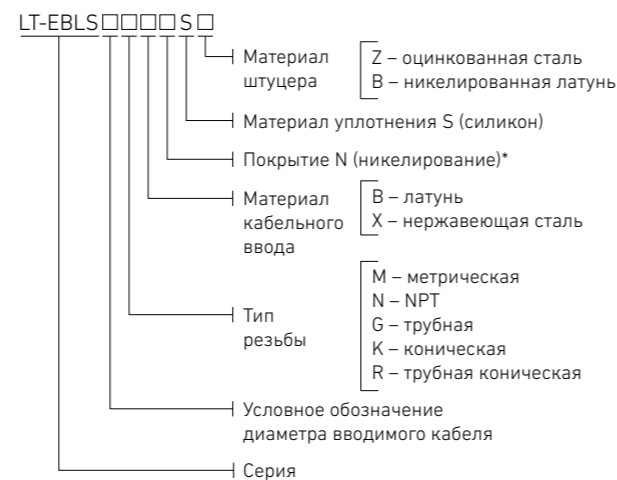 LT-EBLS□□□□S□
Материал
штуцера
Z – оцинкованная сталь
B – никелированная латунь
Материал уплотнения S (силикон)
Покрытие N (никелирование)*
Материал
кабельного
ввода
B – латунь
X – нержавеющая сталь
Тип
резьбы
M – метрическая
N – NPT
G – трубная
K – коническая
R – трубная коническая
Условное обозначение
диаметра вводимого кабеля
Серия